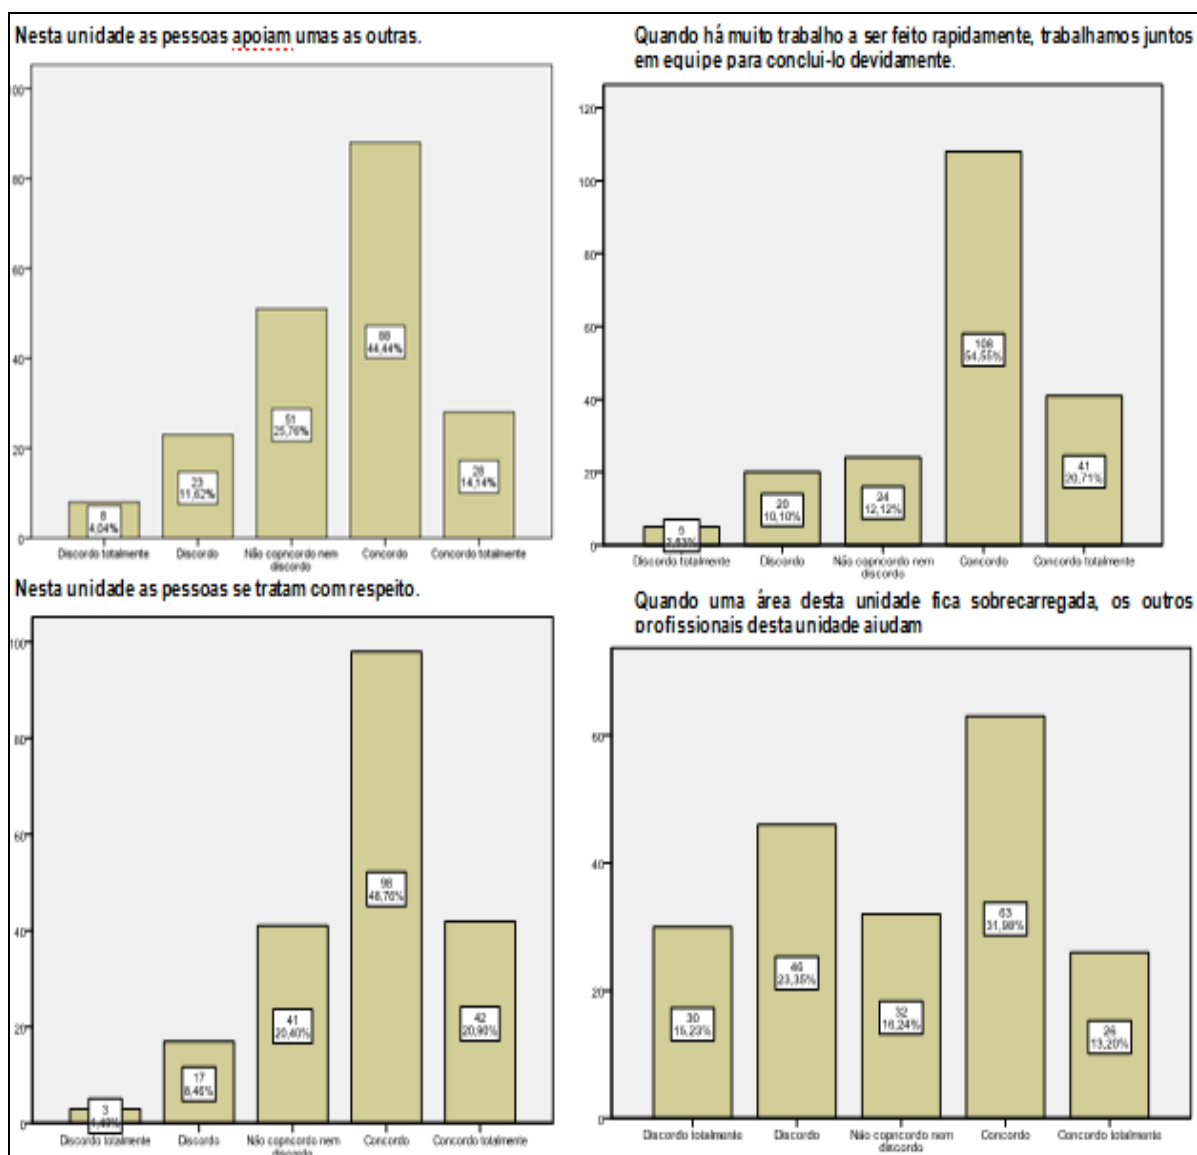 Nesta unidade as pessoas apoiam umas as outras.
100
80
60
40
20
0
8
4,04%
23
11,62%
51
25,76%
88
44,44%
28
14,14%
Discordo totalmente
Discordo
Não copncordo nem
discordo
Concordo
Concordo totalmente
Quando há muito trabalho a ser feito rapidamente, trabalhamos juntos
em equipe para conclui-lo devidamente.
120
100
80
60
40
20
0
5
2,53%
20
10,10%
24
12,12%
108
54,55%
41
20,71%
Discordo totalmente
Discordo
Não copncordo nem
discordo
Concordo
Concordo totalmente
Nesta unidade as pessoas se tratam com respeito.
100
80
60
40
20
0
3
1,49%
17
8,46%
41
20,40%
98
48,76%
42
20,90%
Discordo totalmente
Discordo
Não copncordo nem
discordo
Concordo
Concordo totalmente
Quando uma área desta unidade fica sobrecarregada, os outros
profissionais desta unidade ajudam
60
40
20
0
30
15,23%
46
23,35%
32
16,24%
63
31,98%
26
13,20%
Discordo totalmente
Discordo
Não copncordo nem
discordo
Concordo
Concordo totalmente